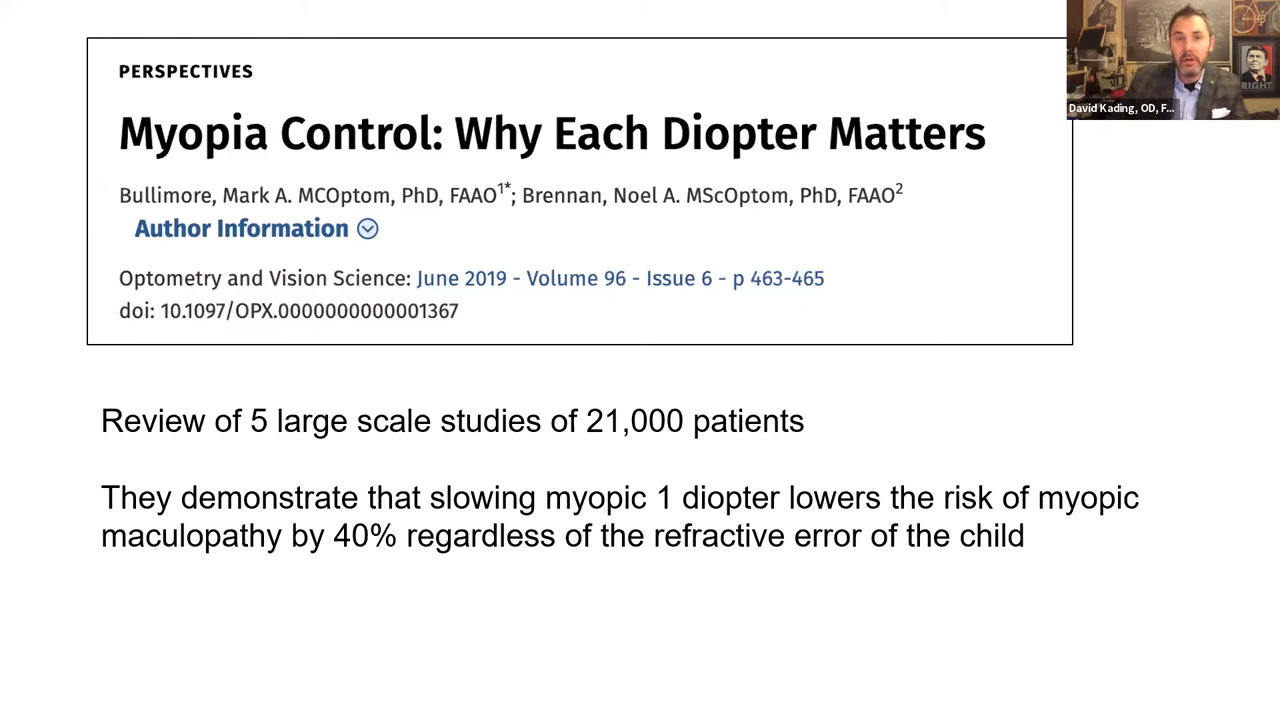 PERSPECTIVES
Myopia Control: Why Each Diopter Matters
Bullimore, Mark A. MCOptom, PhD, FAAO1*; Brennan, Noel A. MScOptom, PhD, FAAO2
Author Information
Optometry and Vision Science: June 2019 - Volume 96 - Issue 6 - p 463-465
doi: 10.1097/OPX.0000000000001367
Review of 5 large scale studies of 21,000 patients
They demonstrate that slowing myopic 1 diopter lowers the risk of myopic
maculopathy by 40% regardless of the refractive error of the child
David Kading, OD, F...
RIGHT